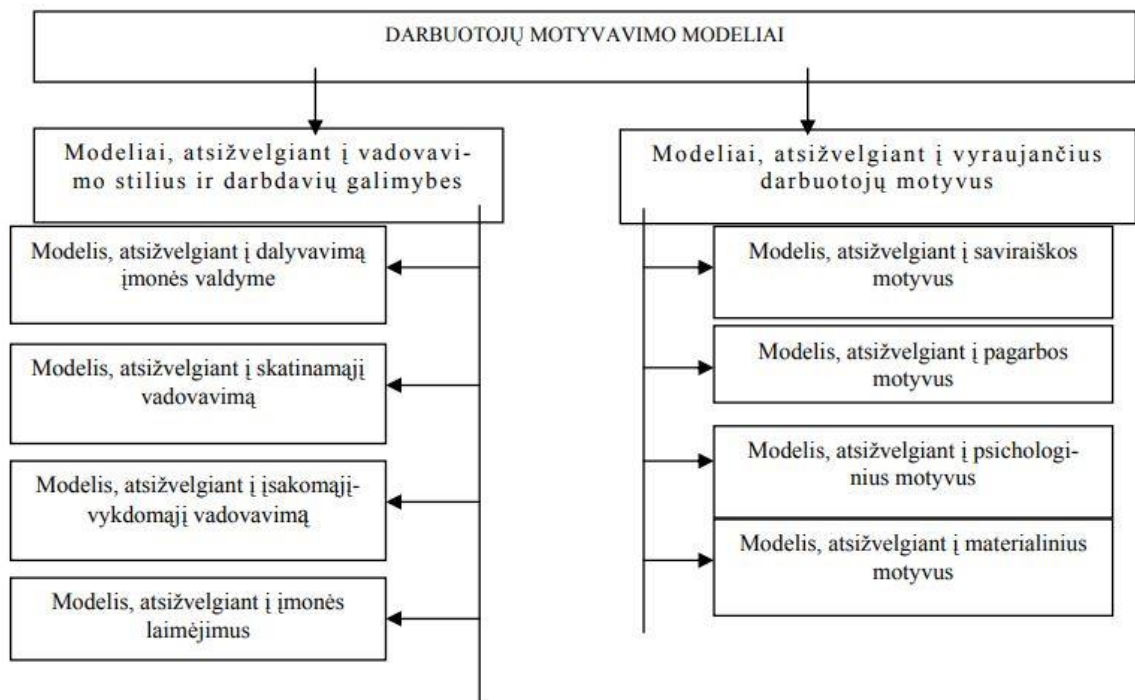 DARBUOTOJŲ MOTYVAVIMO MODELIAI
Modeliai, atsižvelgiant į vadovavi-
mo stilius ir darbdavių galimybes
Modelis, atsižvelgiant į dalyvavimą
įmonės valdyme
Modelis, atsižvelgiant į skatinamąjį
vadovavimą
Modelis, atsižvelgiant į įsakomąjį-
vykdomąjį vadovavimą
Modelis, atsižvelgiant į įmonės
laimėjimus
Modeliai, atsižvelgiant į vyraujančius
darbuotojų motyvus
Modelis, atsižvelgiant į saviraiškos
motyvus
Modelis, atsižvelgiant į pagarbos
motyvus
Modelis, atsižvelgiant į psichologi-
nius motyvus
Modelis, atsižvelgiant į materialinius
motyvus